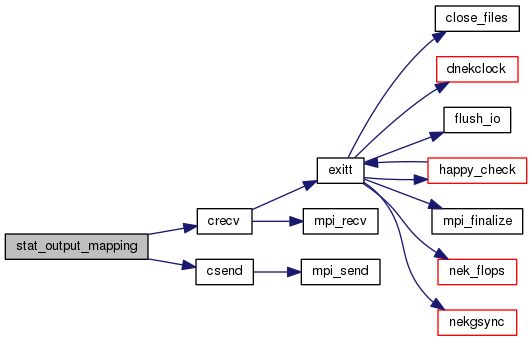 close_files
dnekclock
flush_io
exitt
happy_check
crecv
mpi_recv
mpi_finalize
stat_output_mapping
csend
mpi_send
nek_flops
nekgsync